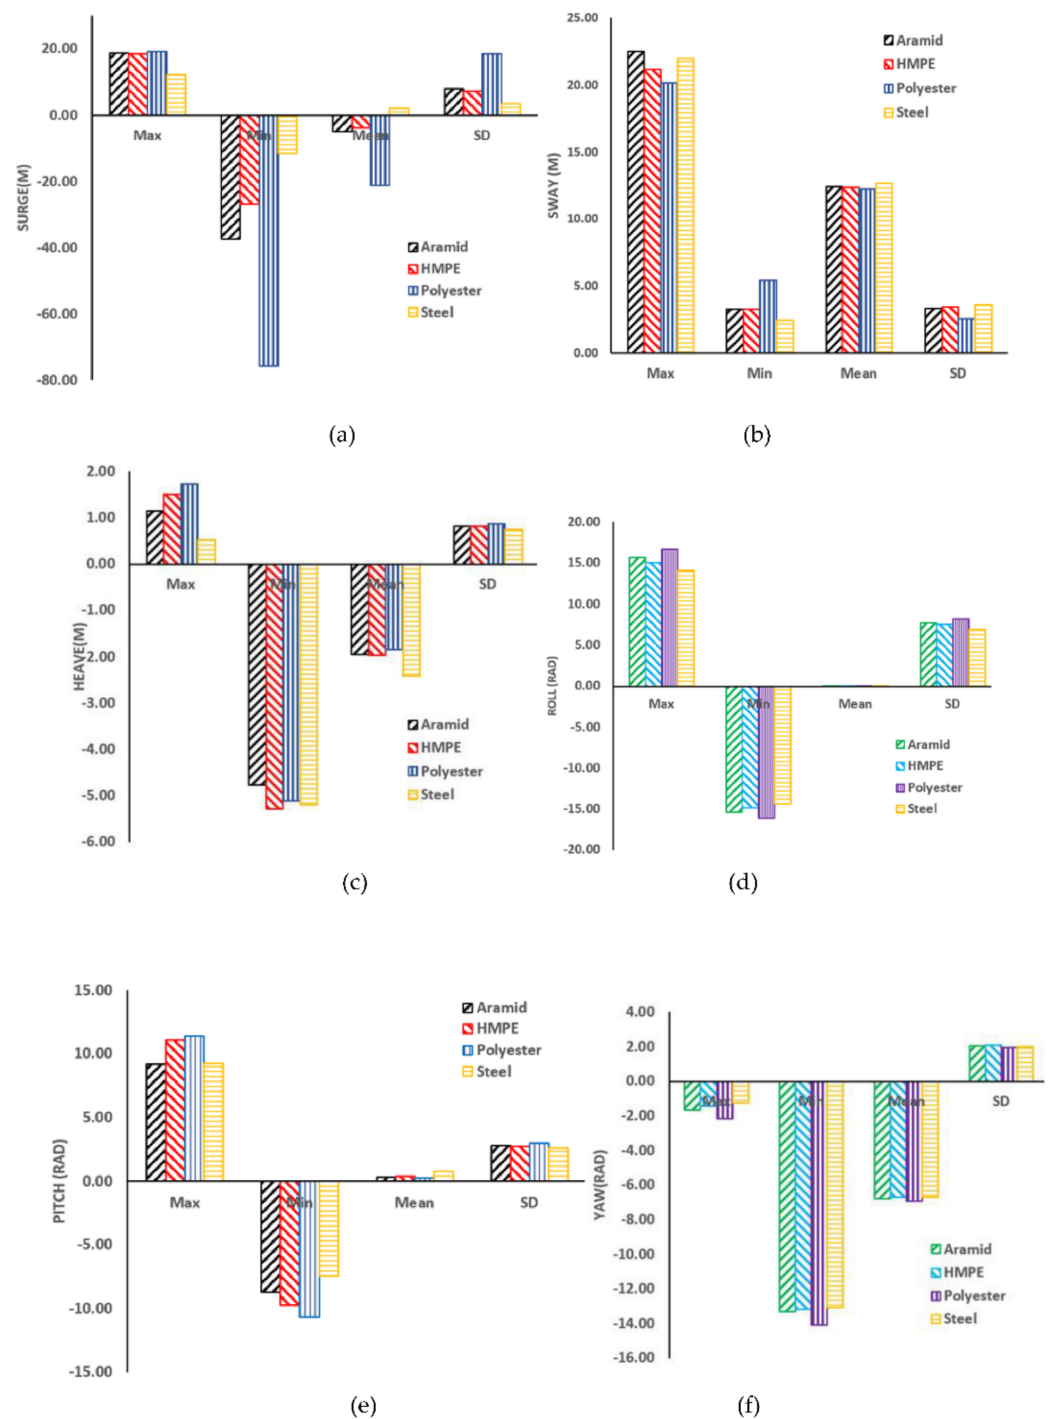 20.00
0.00
-20.00
-40.00
-60.00
-80.00
SURGE(M)
Max
Min
Mean
SD
Aramid
HMPE
Polyester
Steel
(a)
25.00
20.00
15.00
10.00
5.00
0.00
SWAY (M)
Aramid
HMPE
Polyester
Steel
Max
Min
Mean
SD
(b)
2.00
1.00
0.00
-1.00
-2.00
-3.00
-4.00
-5.00
-6.00
HEAVE(M)
Max
Min
Mean
SD
Aramid
HMPE
Polyester
Steel
(c)
20.00
15.00
10.00
5.00
0.00
-5.00
-10.00
-15.00
-20.00
ROLL (RAD)
Max
Min
Mean
SD
Aramid
HMPE
Polyester
Steel
(d)
15.00
10.00
5.00
0.00
-5.00
-10.00
-15.00
PITCH (RAD)
Aramid
HMPE
Polyester
Steel
Max
Min
Mean
SD
(e)
4.00
2.00
0.00
-2.00
-4.00
-6.00
-8.00
-10.00
-12.00
-14.00
-16.00
YAW(RAD)
Max
Min
Mean
SD
Aramid
HMPE
Polyester
Steel
(f)